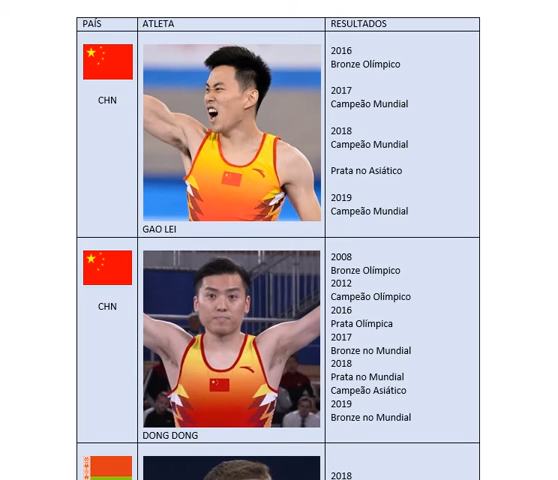 PAÍS ATLETA RESULTADOS
CHN
GAO LEI
2016
Bronze Olímpico
2017
Campeão Mundial
2018
Campeão Mundial
Prata no Asiático
2019
Campeão Mundial
CHN
DONG DONG
2008
Bronze Olímpico
2012
Campeão Olímpico
2016
Prata Olímpica
2017
Bronze no Mundial
2018
Prata no Mundial
Campeão Asiático
2019
Bronze no Mundial
2018